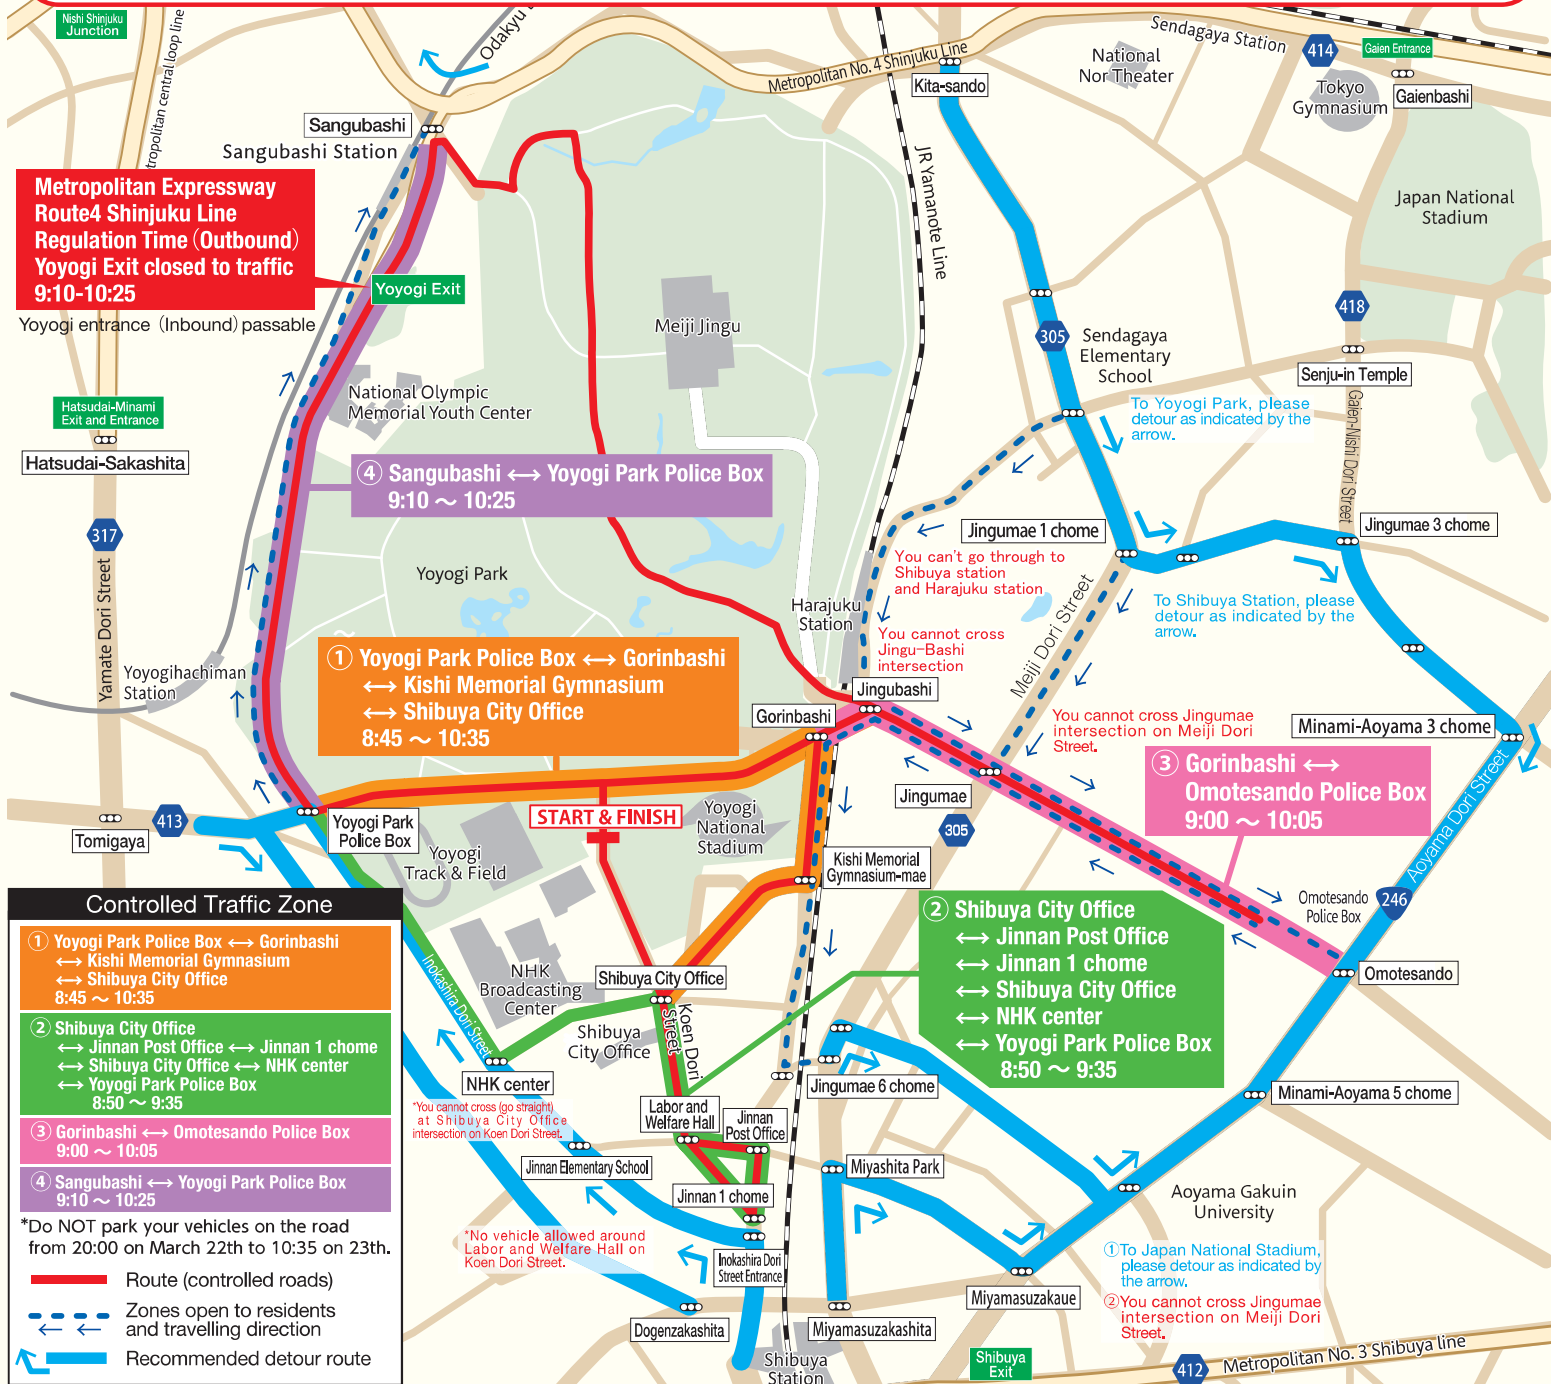 Nishi Shinjuku
Junction
Metropolitan central loop line
Odakyu
Sendagaya Station
414
Gaien Entrance
National
Nor Theater
Tokyo
Gymnasium
Gaienbashi
Metropolitan No. 4 Shinjuku Line
Kita-sando
Sangubashi
Sangubashi Station
JR Yamanote Line
Japan National
Stadium
Metropolitan Expressway
Route4 Shinjuku Line
Regulation Time (Outbound)
Yoyogi Exit closed to traffic
9:10-10:25
Yoyogi entrance (Inbound) passable
Yoyogi Exit
Meiji Jingu
305
Sendagaya
Elementary
School
418
Senju-in Temple
Gaien-Nishi Dori Street
National Olympic
Memorial Youth Center
Hatsudai-Minami
Exit and Entrance
Hatsudai-Sakashita
To Yoyogi Park, please
detour as indicated by the
arrow.
④ Sangubashi ↔ Yoyogi Park Police Box
9:10 ～ 10:25
317
Yamate Dori Street
Jingumae 1 chome
Jingumae 3 chome
You can't go through to
Shibuya station
and Harajuku station
Yoyogi Park
Harajuku
Station
Meiji Dori Street
To Shibuya Station, please
detour as indicated by the
arrow.
You cannot cross
Jingu-Bashi
intersection
① Yoyogi Park Police Box ↔ Gorinbashi
↔ Kishi Memorial Gymnasium
↔ Shibuya City Office
8:45 ～ 10:35
Yoyogihachiman
Station
Jingubashi
Gorinbashi
You cannot cross Jingumae
intersection on Meiji Dori
Street.
Minami-Aoyama 3 chome
③ Gorinbashi ↔
Omotesando Police Box
9:00 ～ 10:05
Aoyama Dori Street
Jingumae
305
413
Tomigaya
Yoyogi Park
Police Box
START & FINISH
Yoyogi
National
Stadium
Yoyogi
Track & Field
Kishi Memorial
Gymnasium-mae
Omotesando
Police Box
246
② Shibuya City Office
↔ Jinnan Post Office
↔ Jinnan 1 chome
↔ Shibuya City Office
↔ NHK center
↔ Yoyogi Park Police Box
8:50 ～ 9:35
Omotesando
Controlled Traffic Zone
① Yoyogi Park Police Box ↔ Gorinbashi
↔ Kishi Memorial Gymnasium
↔ Shibuya City Office
8:45 ～ 10:35
② Shibuya City Office
↔ Jinnan Post Office ↔ Jinnan 1 chome
↔ Shibuya City Office ↔ NHK center
↔ Yoyogi Park Police Box
8:50 ～ 9:35
③ Gorinbashi ↔ Omotesando Police Box
9:00 ～ 10:05
④ Sangubashi ↔ Yoyogi Park Police Box
9:10 ～ 10:25
*Do NOT park your vehicles on the road
from 20:00 on March 22th to 10:35 on 23th.
Route (controlled roads)
Zones open to residents
and travelling direction
Recommended detour route
Inokashira Dori Street
NHK
Broadcasting
Center
Shibuya City Office
Koen Dori
Street
Shibuya
City Office
NHK center
*You cannot cross (go straight)
at Shibuya City Office
intersection on Koen Dori Street.
Labor and
Welfare Hall
Jinnan
Post Office
Jingumae 6 chome
Minami-Aoyama 5 chome
Jinnan Elementary School
Jinnan 1 chome
Miyashita Park
Aoyama Gakuin
University
*No vehicle allowed around
Labor and Welfare Hall on
Koen Dori Street.
Inokashira Dori
Street Entrance
①To Japan National Stadium,
please detour as indicated by
the arrow.
②You cannot cross Jingumae
intersection on Meiji Dori
Street.
Miyamasuzakaue
Dogenzakashita
Miyamasuzakashita
Shibuya
Station
Shibuya
Exit
412
Metropolitan No. 3 Shibuya line